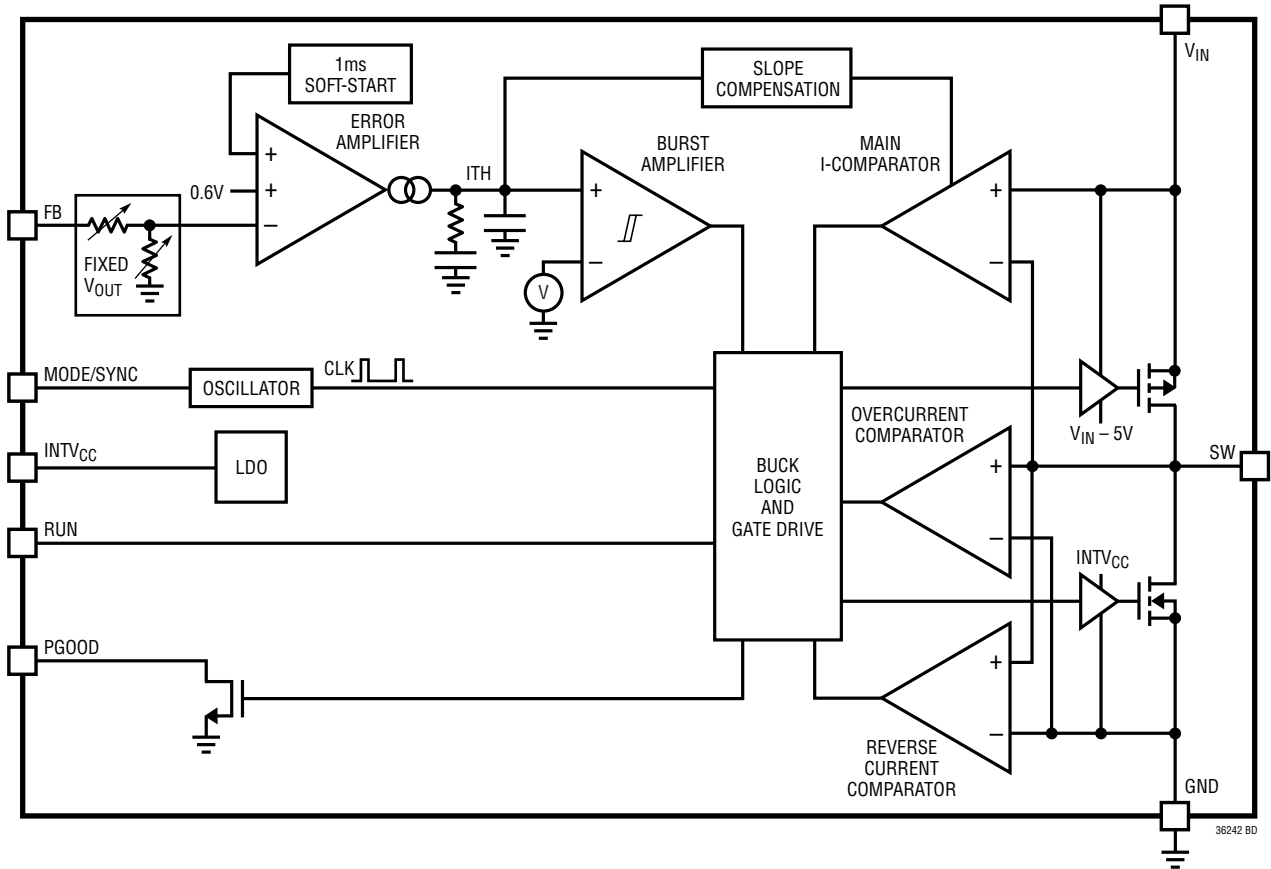 V_IN
1ms
SOFT-START
SLOPE
COMPENSATION
ERROR
AMPLIFIER
BURST
AMPLIFIER
MAIN
I-COMPARATOR
+
ITH
0.6V
+
+
+
FB
–
FIXED
V_OUT
–
–
V
MODE/SYNC
OSCILLATOR
CLK
OVERCURRENT
COMPARATOR
V_IN – 5V
INTV_CC
LDO
BUCK
LOGIC
AND
GATE DRIVE
+
SW
RUN
–
INTV_CC
PGOOD
+
–
REVERSE
CURRENT
COMPARATOR
GND
36242 BD